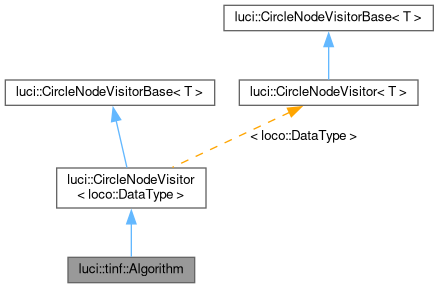 luci::CircleNodeVisitorBase< T >
luci::CircleNodeVisitorBase< T >
luci::CircleNodeVisitor< T >
< loco::DataType >
luci::CircleNodeVisitor
< loco::DataType >
luci::tinf::Algorithm